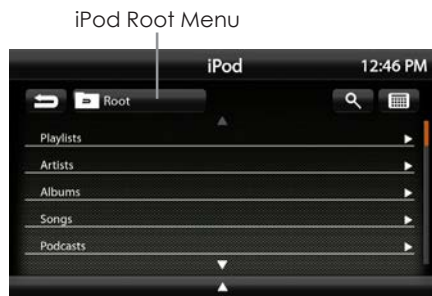 iPod Root Menu
iPod 12:46 PM
Root
Playlists
Artists
Albums
Songs
Podcasts